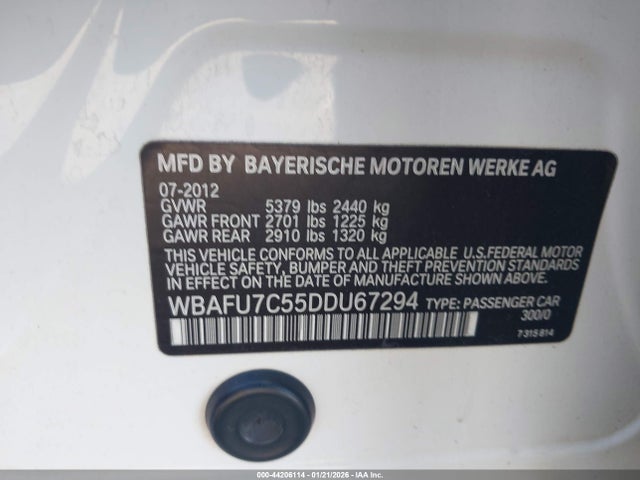 MFD BY BAYERISCHE MOTOREN WERKE AG
07-2012
GVWR 5379 lbs 2440 kg
GAWR FRONT 2701 lbs 1225 kg
GAWR REAR 2910 lbs 1320 kg
THIS VEHICLE CONFORMS TO ALL APPLICABLE U.S.FEDERAL MOTOR
VEHICLE SAFETY, BUMPER AND THEFT PREVENTION STANDARDS
IN EFFECT ON THE DATE OF MANUFACTURE SHOWN ABOVE.
WBAFU7C55DDU67294 TYPE: PASSENGER CAR
300/0
7315814
000-44206114 - 01/21/2026 - IAA Inc.